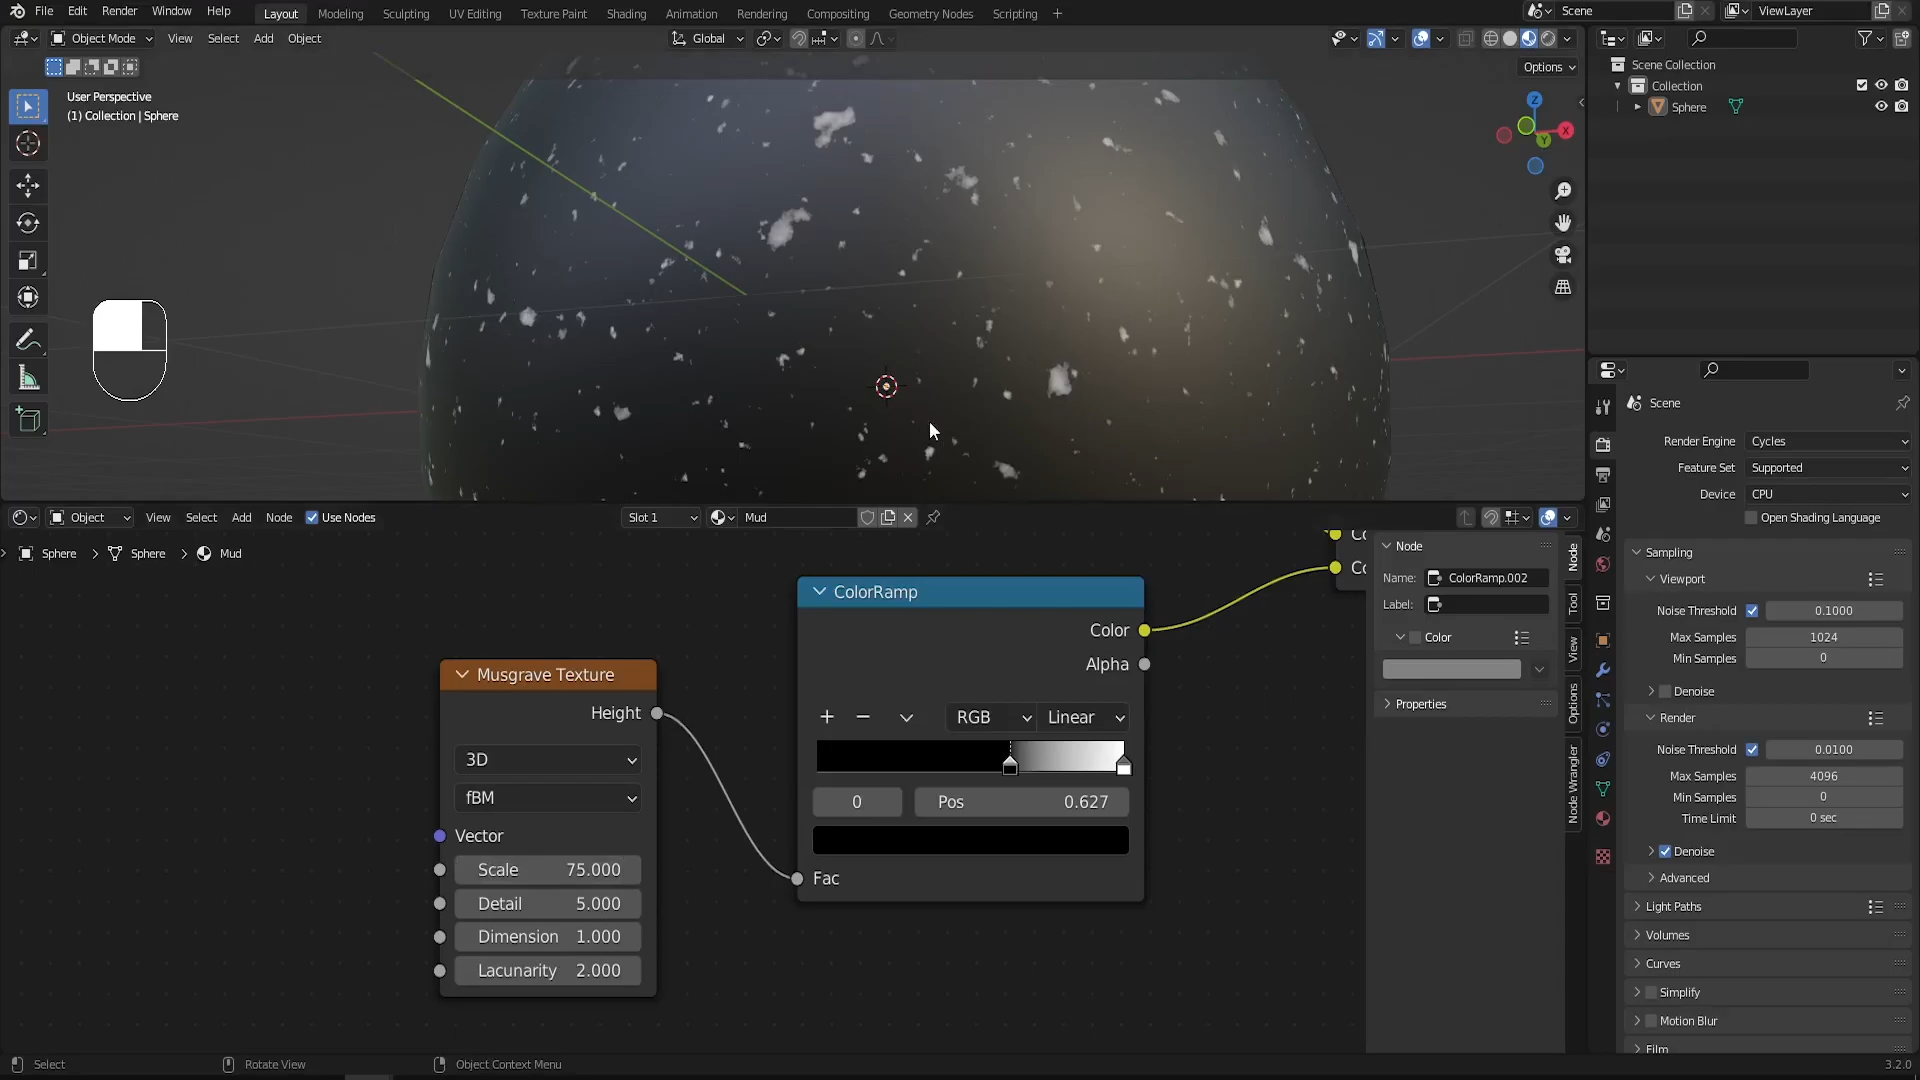 File Edit Render Window Help Layout Modeling Sculpting UV Editing Texture Paint Shading Animation Rendering Compositing Geometry Nodes Scripting + Scene ViewLayer
Object Mode View Select Add Object Global
Options
User Perspective
(1) Collection | Sphere
Z
X
Y
Scene Collection
Collection
Sphere
Scene
Render Engine Cycles
Feature Set Supported
Device CPU
Open Shading Language
Sampling
Viewport
Noise Threshold 0.1000
Max Samples 1024
Min Samples 0
Denoise
Render
Noise Threshold 0.0100
Max Samples 4096
Min Samples 0
Time Limit 0 sec
Denoise
Advanced
Light Paths
Volumes
Curves
Simplify
Motion Blur
Film
Object View Select Add Node Use Nodes Slot 1 Mud
Sphere Sphere Mud
Musgrave Texture
Height
3D
fBM
Vector
Scale 75.000
Detail 5.000
Dimension 1.000
Lacunarity 2.000
ColorRamp
Color
Alpha
RGB Linear
0 Pos 0.627
Fac
Cc
Cc
Node
Name: ColorRamp.002
Label:
Color
Properties
Node
Tool
View
Options
Node Wrangler
Select Rotate View Object Context Menu 3.2.0